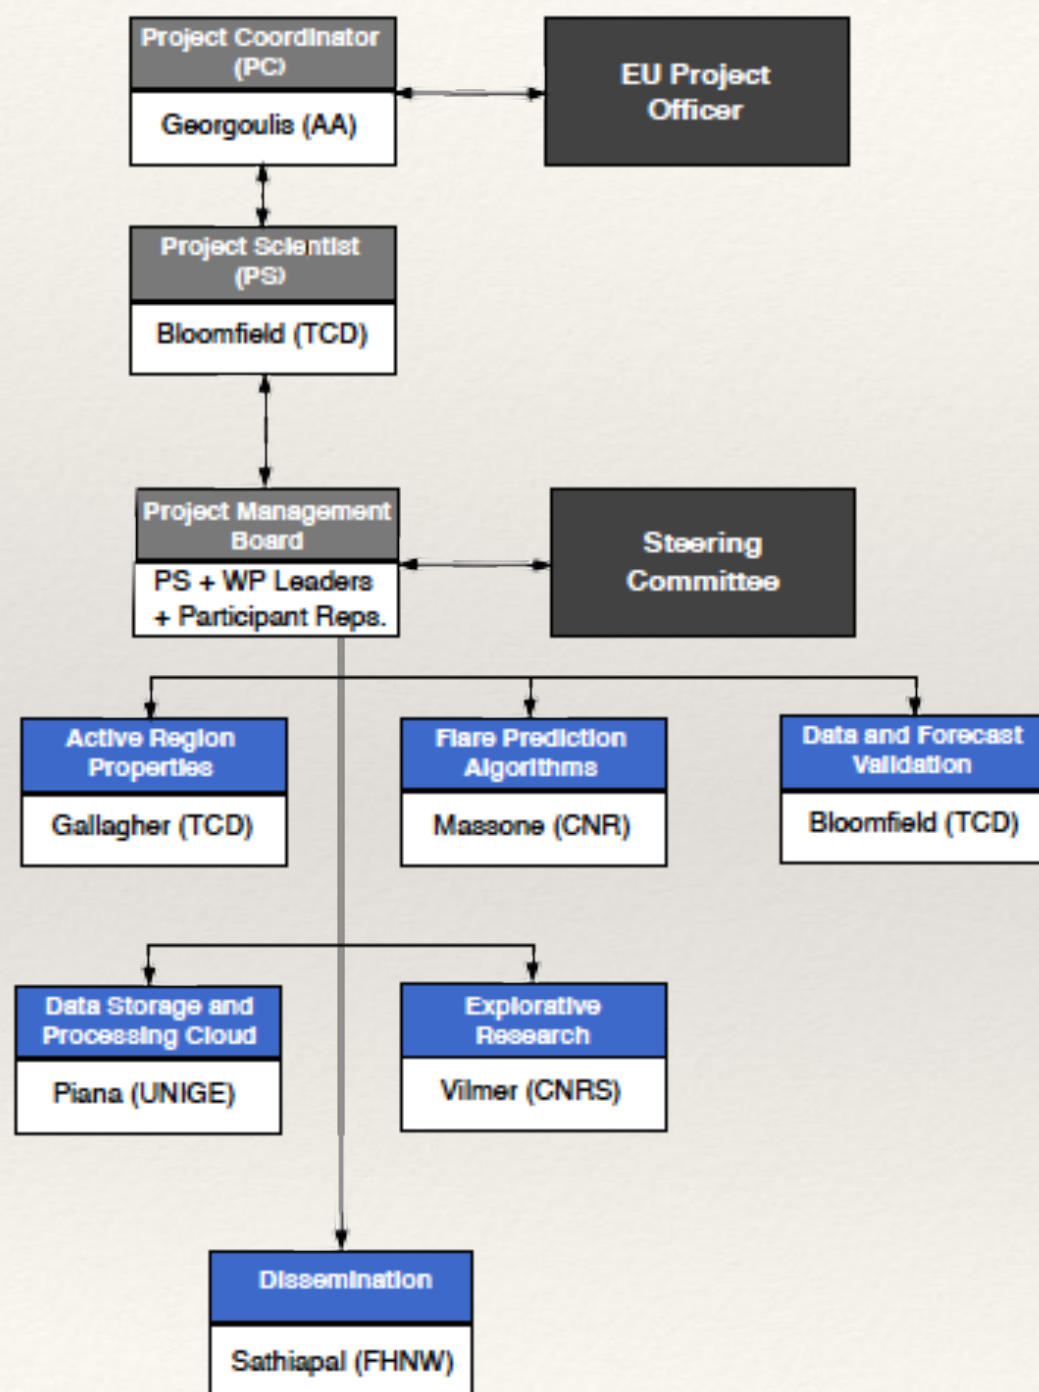 Project Coordinator
(PC)
Georgoulis (AA)
EU Project
Officer
Project Scientist
(PS)
Bloomfield (TCD)
Project Management
Board
PS + WP Leaders
+ Participant Reps.
Steering
Committee
Active Region
Properties
Gallagher (TCD)
Flare Prediction
Algorithms
Massone (CNR)
Data and Forecast
Validation
Bloomfield (TCD)
Data Storage and
Processing Cloud
Piana (UNIGE)
Explorative
Research
Vilmer (CNRS)
Dissemination
Sathiapal (FHNW)